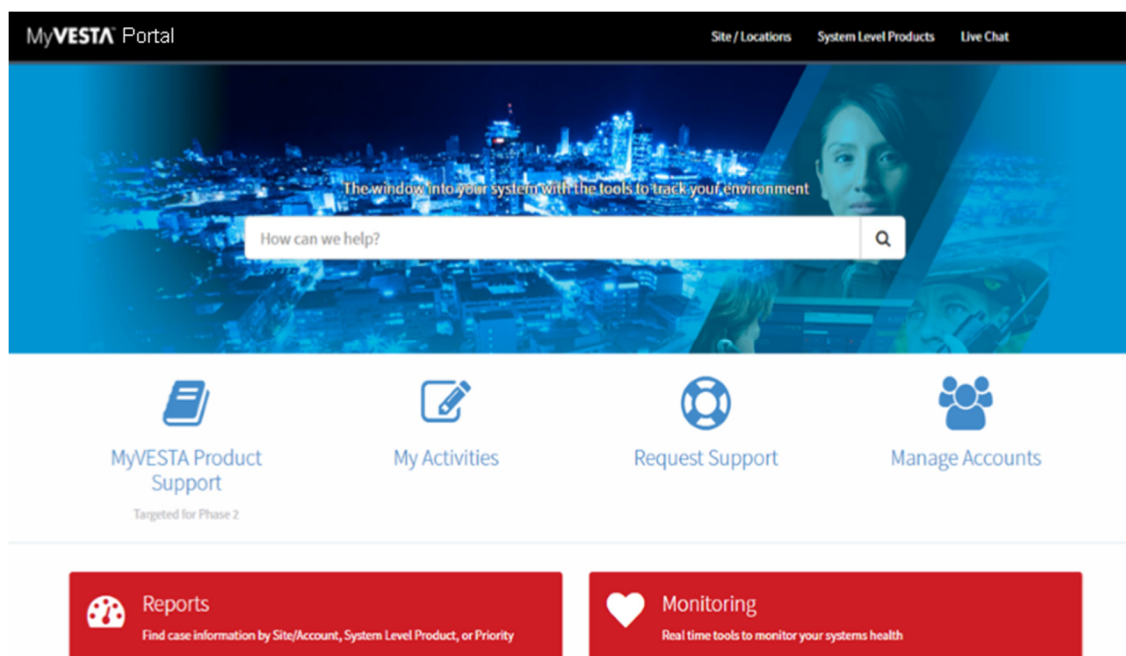 MyVESTA Portal
Site / Locations System Level Products Live Chat
The window into your system with the tools to track your environment
How can we help?
MyVESTA Product
Support
Targeted for Phase 2
My Activities
Request Support
Manage Accounts
Reports
Find case information by Site/Account, System Level Product, or Priority
Monitoring
Real time tools to monitor your systems health